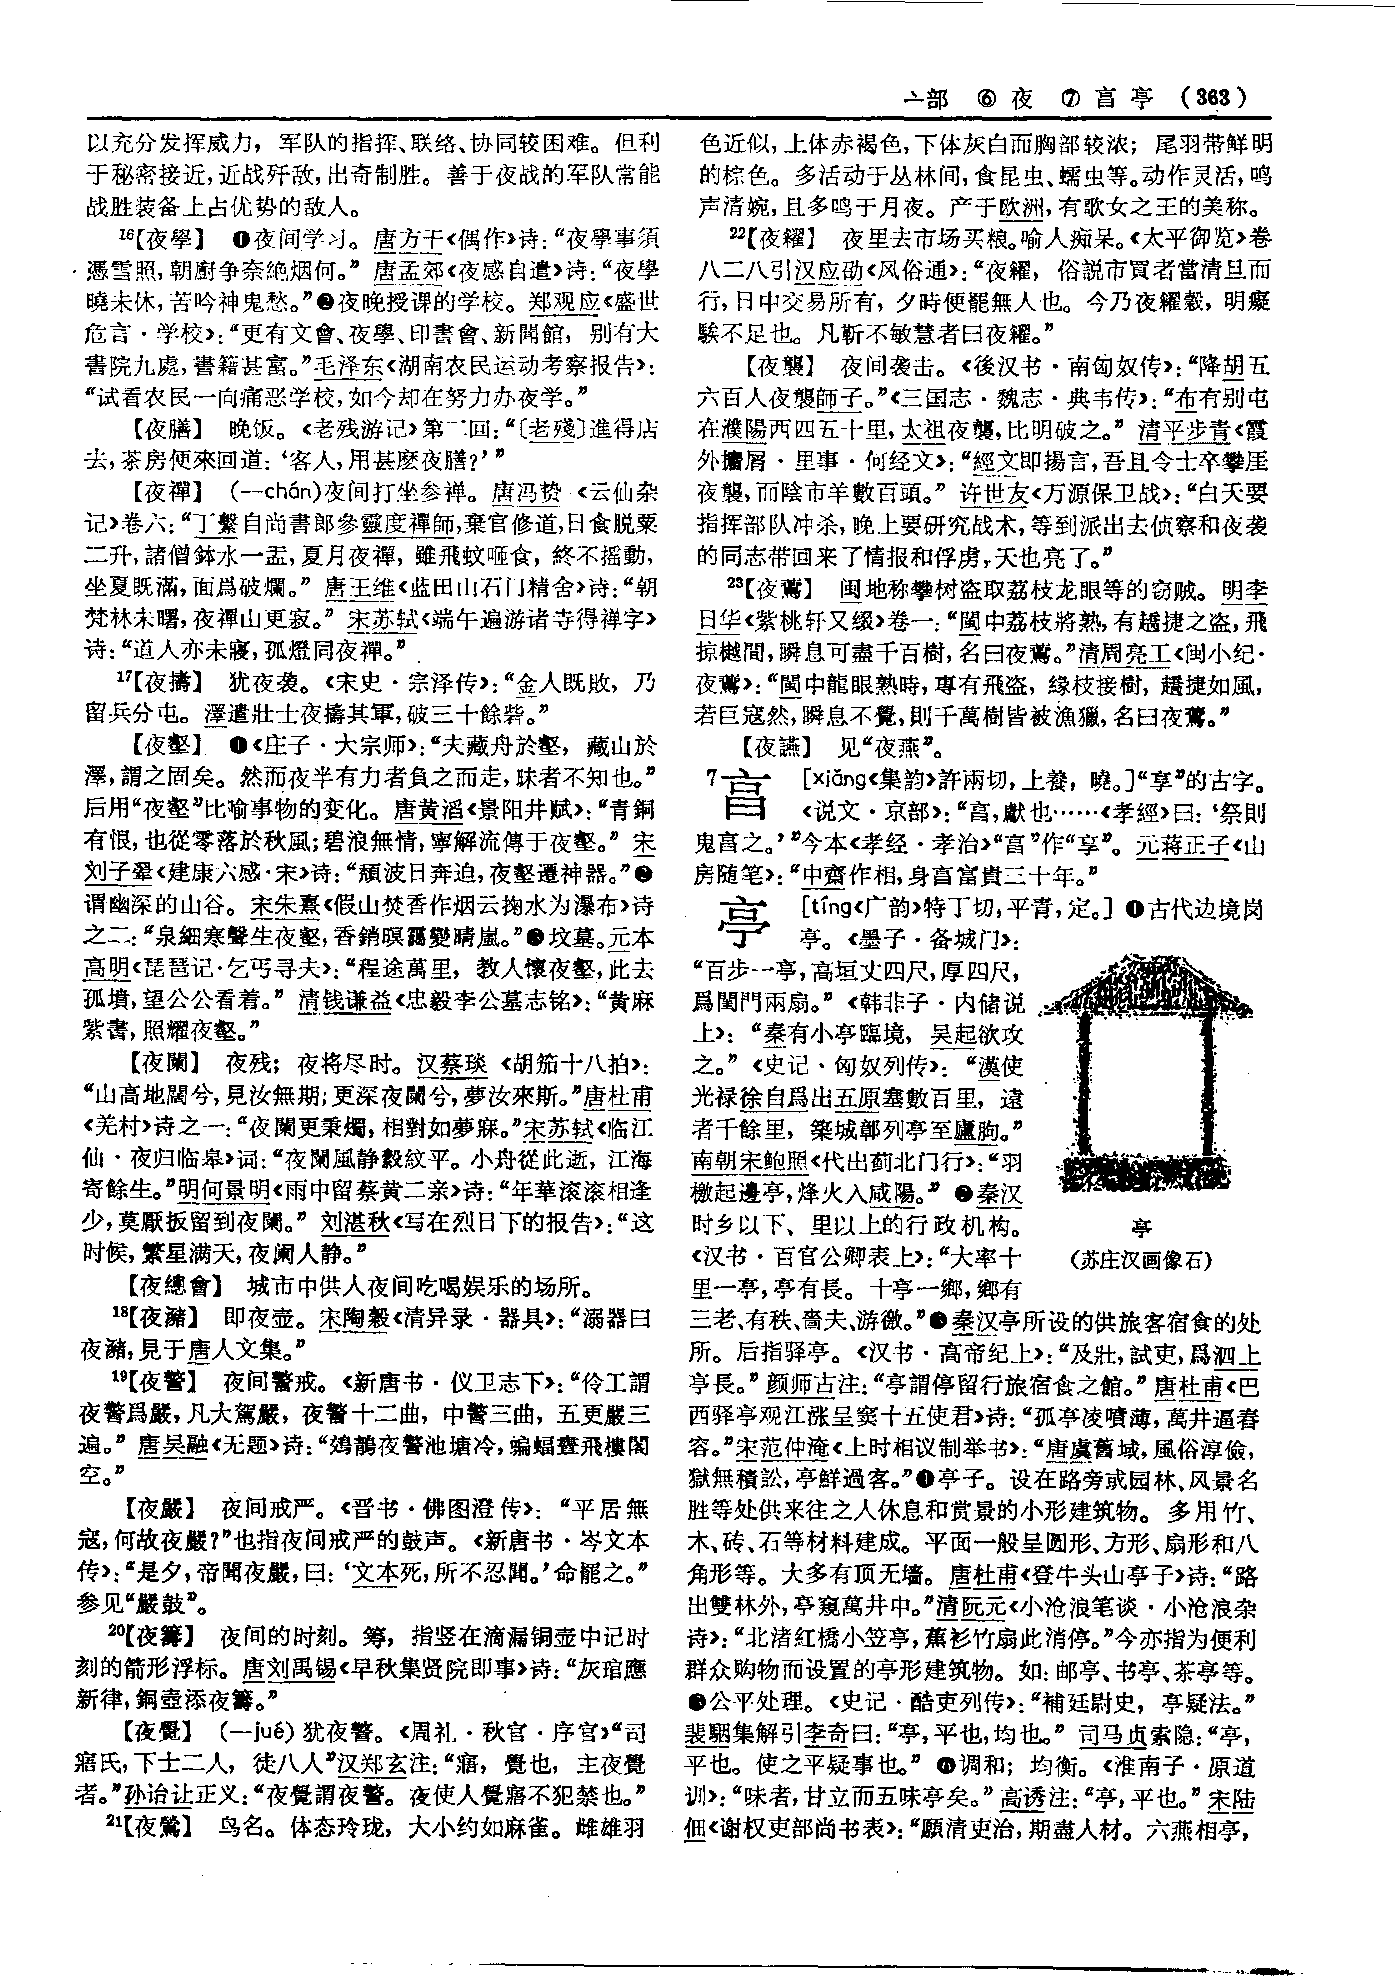 亠部 ⑥夜 ⑦亯亭 (363)
以充分发挥威力，军队的指挥、联络、协同较困难。但利
于秘密接近，近战歼敌，出奇制胜。善于夜战的军队常能
战胜装备上占优势的敌人。
16【夜學】 ❶夜间学习。唐方干《偶作》诗：“夜學事須
憑雪照，朝廚争奈绝烟何。”唐孟郊《夜感自遣》诗：“夜學
曉未休，苦吟神鬼愁。”❷夜晚授课的学校。郑观应《盛世
危言·学校》：“更有文會、夜學、印書會、新聞館，别有大
書院九處，書籍甚富。”毛泽东《湖南农民运动考察报告》：
“试看农民一向痛恶学校，如今却在努力办夜学。”
【夜膳】 晚饭。《老残游记》第二回：“〔老殘〕進得店
去，茶房便來回道：‘客人，用甚麽夜膳？’”
【夜禪】 (—chán)夜间打坐参禅。唐冯贽《云仙杂
记》卷六：“丁繫自尚書郎參靈度禪師，棄官修道，日食脱粟
二升，諸僧鉢水一盂，夏月夜禪，雖飛蚊咂食，終不摇動，
坐夏既滿，面爲破爛。”唐王维《蓝田山石门精舍》诗：“朝
梵林未曙，夜禪山更寂。”宋苏轼《端午遍游诸寺得禅字》
诗：“道人亦未寢，孤燈同夜禪。”
17【夜擣】 犹夜袭。《宋史·宗泽传》：“金人既敗，乃
留兵分屯。澤遣壯士夜擣其軍，破三十餘砦。”
【夜壑】 ❶《庄子·大宗师》：“夫藏舟於壑，藏山於
澤，謂之固矣。然而夜半有力者負之而走，昧者不知也。”
后用“夜壑”比喻事物的变化。唐黄滔《景阳井赋》：“青銅
有恨，也從零落於秋風；碧浪無情，寧解流傳于夜壑。”宋
刘子翚《建康六感·宋》诗：“頹波日奔迫，夜壑遷神器。”❷
谓幽深的山谷。宋朱熹《假山焚香作烟云掬水为瀑布》诗
之二：“泉細寒聲生夜壑，香銷暝靄變晴嵐。”❸坟墓。元本
高明《琵琶记·乞丐寻夫》：“程途萬里，教人懷夜壑，此去
孤墳，望公公看着。”清钱谦益《忠毅李公墓志铭》：“黄麻
紫書，照耀夜壑。”
【夜闌】 夜残；夜将尽时。汉蔡琰《胡笳十八拍》：
“山高地闊兮，見汝無期；更深夜闌兮，夢汝來斯。”唐杜甫
《羌村》诗之一：“夜闌更秉燭，相對如夢寐。”宋苏轼《临江
仙·夜归临皋》词：“夜闌風静縠紋平。小舟從此逝，江海
寄餘生。”明何景明《雨中留蔡黄二亲》诗：“年華滚滚相逢
少，莫厭扳留到夜闌。”刘湛秋《写在烈日下的报告》：“这
时候，繁星满天，夜阑人静。”
【夜總會】 城市中供人夜间吃喝娱乐的场所。
18【夜瀦】 即夜壶。宋陶榖《清异录·器具》：“溺器曰
夜瀦，見于唐人文集。”
19【夜警】 夜间警戒。《新唐书·仪卫志下》：“伶工謂
夜警爲嚴，凡大駕嚴，夜警十二曲，中警三曲，五更嚴三
遍。”唐吴融《无题》诗：“鵁鶄夜警池塘冷，蝙蝠晝飛樓閣
空。”
【夜嚴】 夜间戒严。《晋书·佛图澄传》：“平居無
寇，何故夜嚴？”也指夜间戒严的鼓声。《新唐书·岑文本
传》：“是夕，帝聞夜嚴，曰：‘文本死，所不忍聞。’命罷之。”
参见“嚴鼓”。
20【夜籌】 夜间的时刻。筹，指竖在滴漏铜壶中记时
刻的箭形浮标。唐刘禹锡《早秋集贤院即事》诗：“灰琯應
新律，銅壺添夜籌。”
【夜覺】 (—jué)犹夜警。《周礼·秋官·序官》“司
寤氏，下士二人，徒八人”汉郑玄注：“寤，覺也，主夜覺
者。”孙诒让正义：“夜覺謂夜警。夜使人覺寤不犯禁也。”
21【夜鶯】 鸟名。体态玲珑，大小约如麻雀。雌雄羽
色近似，上体赤褐色，下体灰白而胸部较浓；尾羽带鲜明
的棕色。多活动于丛林间，食昆虫、蠕虫等。动作灵活，鸣
声清婉，且多鸣于月夜。产于欧洲，有歌女之王的美称。
22【夜糴】 夜里去市场买粮。喻人痴呆。《太平御览》卷
八二八引汉应劭《风俗通》：“夜糴，俗説市買者當清旦而
行，日中交易所有，夕時便罷無人也。今乃夜糴穀，明癡
騃不足也。凡靳不敏慧者曰夜糴。”
【夜襲】 夜间袭击。《後汉书·南匈奴传》：“降胡五
六百人夜襲師子。”《三国志·魏志·典韦传》：“布有别屯
在濮陽西四五十里，太祖夜襲，比明破之。”清平步青《霞
外攟屑·里事·何经文》：“經文即揚言，吾且令士卒攀厓
夜襲，而陰市羊數百頭。”许世友《万源保卫战》：“白天要
指挥部队冲杀，晚上要研究战术，等到派出去侦察和夜袭
的同志带回来了情报和俘虏，天也亮了。”
23【夜䴏】 闽地称攀树盗取荔枝龙眼等的窃贼。明李
日华《紫桃轩又缀》卷一：“閩中荔枝將熟，有趫捷之盗，飛
掠樾間，瞬息可盡千百樹，名曰夜䴏。”清周亮工《闽小纪·
夜䴏》：“閩中龍眼熟時，專有飛盗，緣枝接樹，趫捷如風，
若巨寇然，瞬息不覺，則千萬樹皆被漁獵，名曰夜䴏。”
【夜讌】 见“夜燕”。
7亯 [xiǎng《集韵》許兩切，上養，曉。]“享”的古字。
《说文·京部》：“亯，獻也……《孝經》曰：‘祭則
鬼亯之。’”今本《孝经·孝治》“亯”作“享”。元蒋正子《山
房随笔》：“中齋作相，身亯富貴三十年。”
亭 [tíng《广韵》特丁切，平青，定。] ❶古代边境岗
亭。《墨子·备城门》：
“百步一亭，高垣丈四尺，厚四尺，
爲閨門兩扇。”《韩非子·内储说
上》：“秦有小亭臨境，吴起欲攻
之。”《史记·匈奴列传》：“漢使
光禄徐自爲出五原塞數百里，遠
者千餘里，築城鄣列亭至廬朐。”
南朝宋鲍照《代出蓟北门行》：“羽
檄起邊亭，烽火入咸陽。”❷秦汉
时乡以下、里以上的行政机构。
《汉书·百官公卿表上》：“大率十
里一亭，亭有長。十亭一鄉，鄉有
亭
(苏庄汉画像石)
三老、有秩、嗇夫、游徼。”❸秦汉亭所设的供旅客宿食的处
所。后指驿亭。《汉书·高帝纪上》：“及壯，試吏，爲泗上
亭長。”颜师古注：“亭謂停留行旅宿食之館。”唐杜甫《巴
西驿亭观江涨呈窦十五使君》诗：“孤亭凌噴薄，萬井逼舂
容。”宋范仲淹《上时相议制举书》：“唐虞舊域，風俗淳儉，
獄無積訟，亭鮮過客。”❹亭子。设在路旁或园林、风景名
胜等处供来往之人休息和赏景的小形建筑物。多用竹、
木、砖、石等材料建成。平面一般呈圆形、方形、扇形和八
角形等。大多有顶无墙。唐杜甫《登牛头山亭子》诗：“路
出雙林外，亭窺萬井中。”清阮元《小沧浪笔谈·小沧浪杂
诗》：“北渚紅橋小笠亭，蕉衫竹扇此消停。”今亦指为便利
群众购物而设置的亭形建筑物。如：邮亭、书亭、茶亭等。
❺公平处理。《史记·酷吏列传》：“補廷尉史，亭疑法。”
裴駰集解引李奇曰：“亭，平也，均也。”司马贞索隐：“亭，
平也。使之平疑事也。”❻调和；均衡。《淮南子·原道
训》：“味者，甘立而五味亭矣。”高诱注：“亭，平也。”宋陆
佃《谢权吏部尚书表》：“願清吏治，期盡人材。六燕相亭，